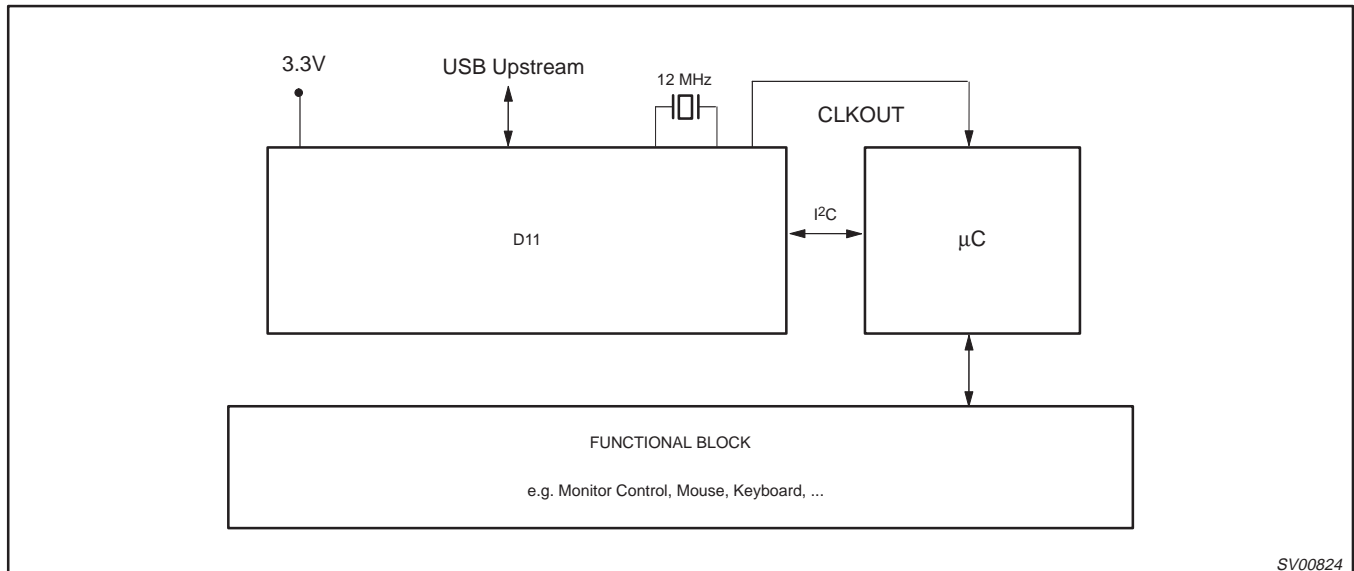 3.3V
USB Upstream
12 MHz
CLKOUT
D11
I²C
μC
FUNCTIONAL BLOCK
e.g. Monitor Control, Mouse, Keyboard, ...
SV00824